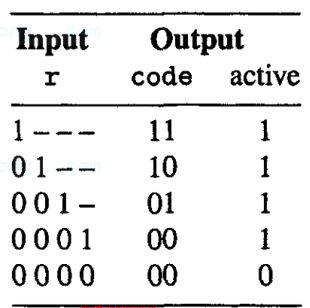 Input Output
r code active
1 - - - 11 1
0 1 - - 10 1
0 0 1 - 01 1
0 0 0 1 00 1
0 0 0 0 00 0